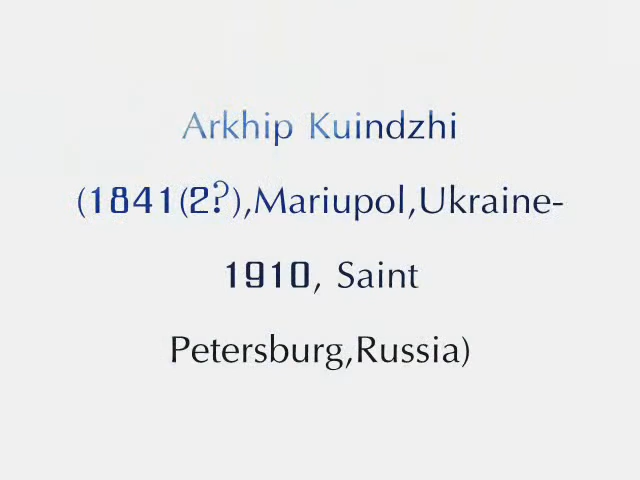 Arkhip Kuindzhi
(1841(2?),Mariupol,Ukraine-
1910, Saint
Petersburg,Russia)